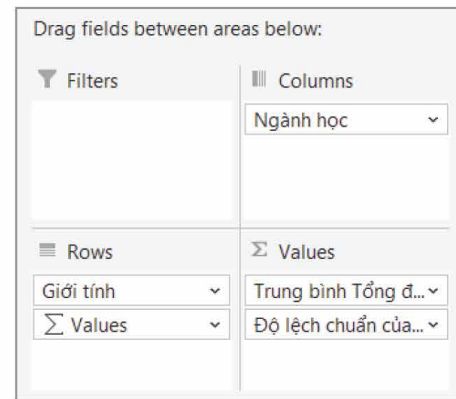 Drag fields between areas below:
Filters
Columns
Ngành học
Rows
Σ Values
Giới tính
Trung bình Tổng đ...
Σ Values
Độ lệch chuẩn của...